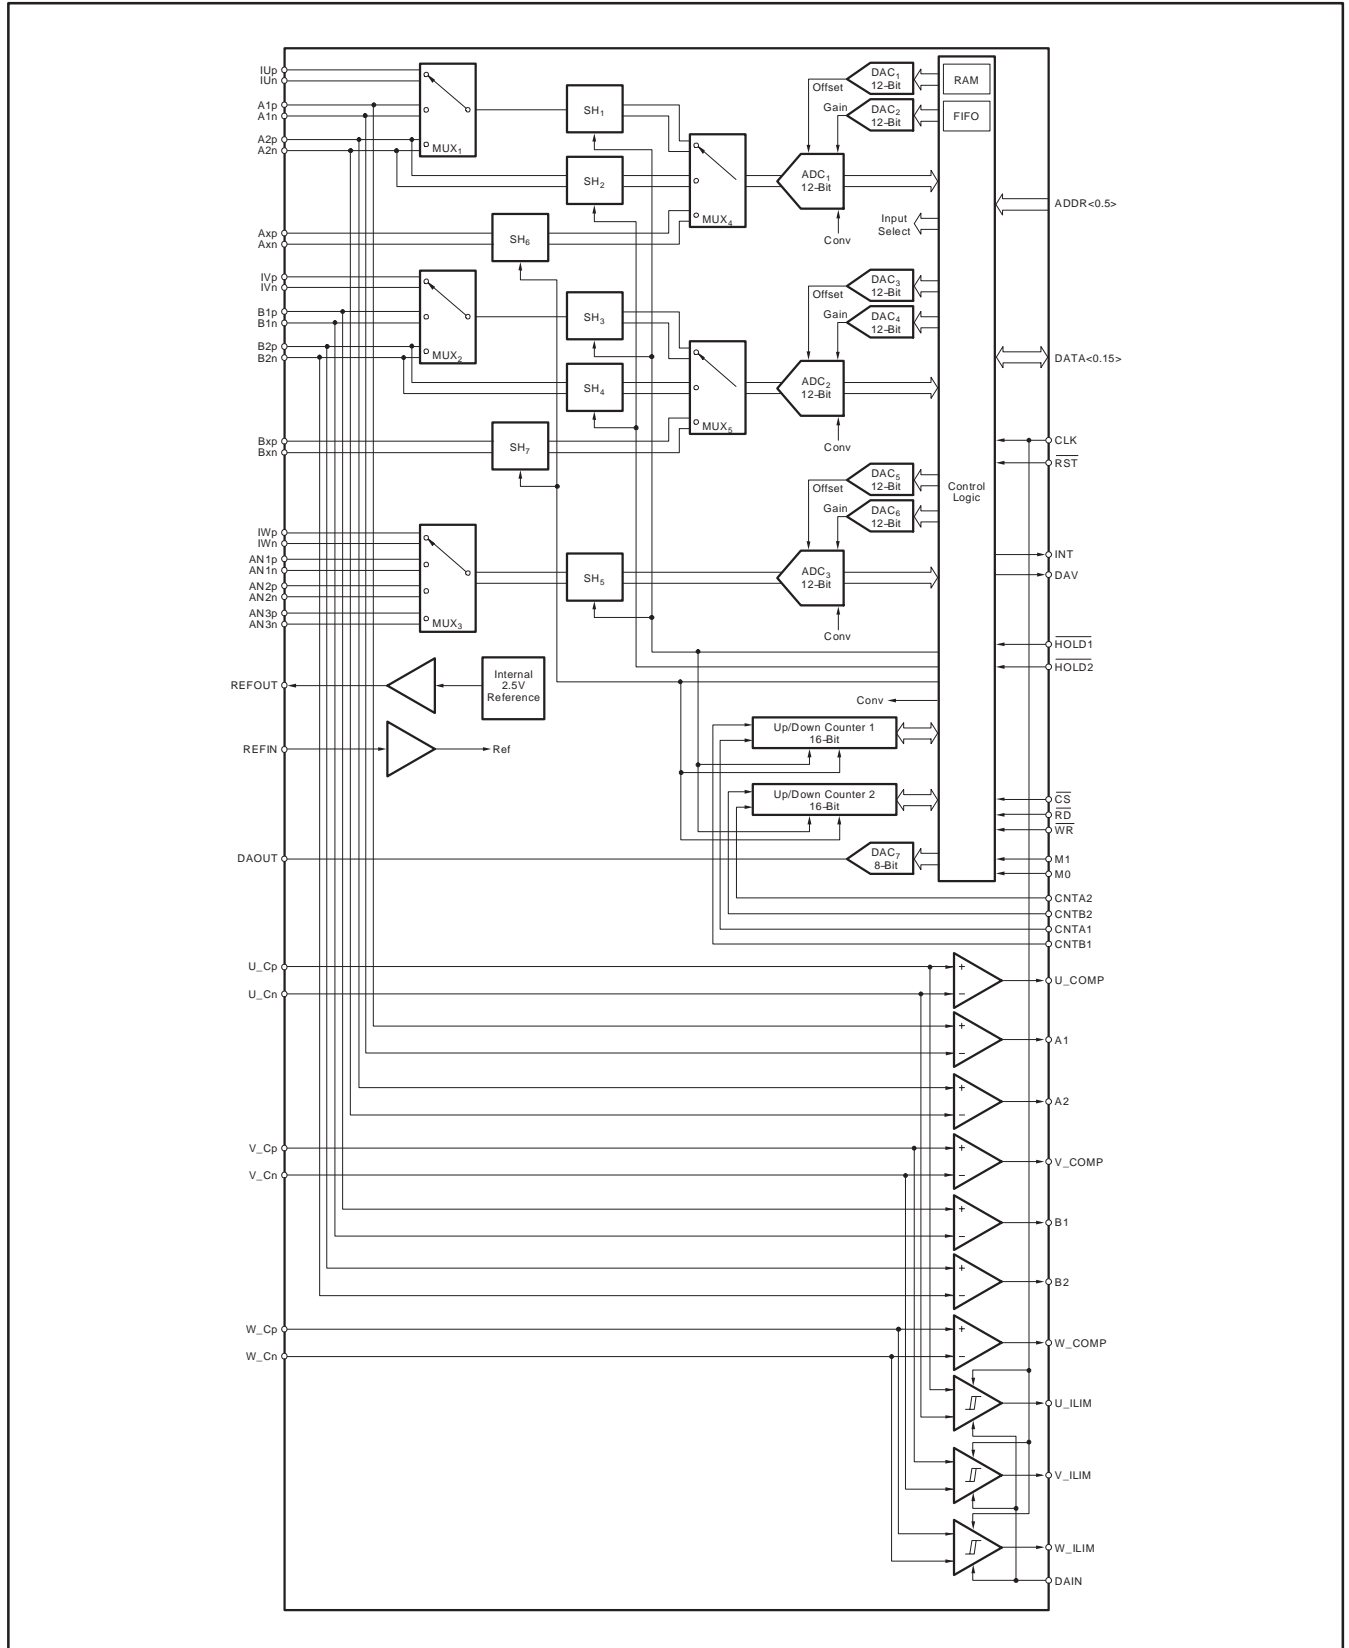 IUp
IUn
A1p
A1n
A2p
A2n
MUX₁
SH₁
SH₂
Axp
Axn
SH₆
MUX₄
Offset
DAC₁
12–Bit
Gain
DAC₂
12–Bit
ADC₁
12–Bit
Conv
Input
Select
RAM
FIFO
ADDR<0.5>
IVp
IVn
B1p
B1n
B2p
B2n
MUX₂
SH₃
SH₄
Bxp
Bxn
SH₇
MUX₅
Offset
DAC₃
12–Bit
Gain
DAC₄
12–Bit
ADC₂
12–Bit
Conv
DATA<0.15>
CLK
RST
Control
Logic
IWp
IWn
AN1p
AN1n
AN2p
AN2n
AN3p
AN3n
MUX₃
SH₅
Offset
DAC₅
12–Bit
Gain
DAC₆
12–Bit
ADC₃
12–Bit
Conv
INT
DAV
HOLD1
HOLD2
REFOUT
Internal
2.5V
Reference
Conv
REFIN
Ref
Up/Down Counter 1
16-Bit
Up/Down Counter 2
16-Bit
CS
RD
WR
DAOUT
DAC₇
8–Bit
M1
M0
CNTA2
CNTB2
CNTA1
CNTB1
U_Cp
U_Cn
+
–
U_COMP
+
–
A1
+
–
A2
V_Cp
V_Cn
+
–
V_COMP
+
–
B1
+
–
B2
W_Cp
W_Cn
+
–
W_COMP
U_ILIM
V_ILIM
W_ILIM
DAIN